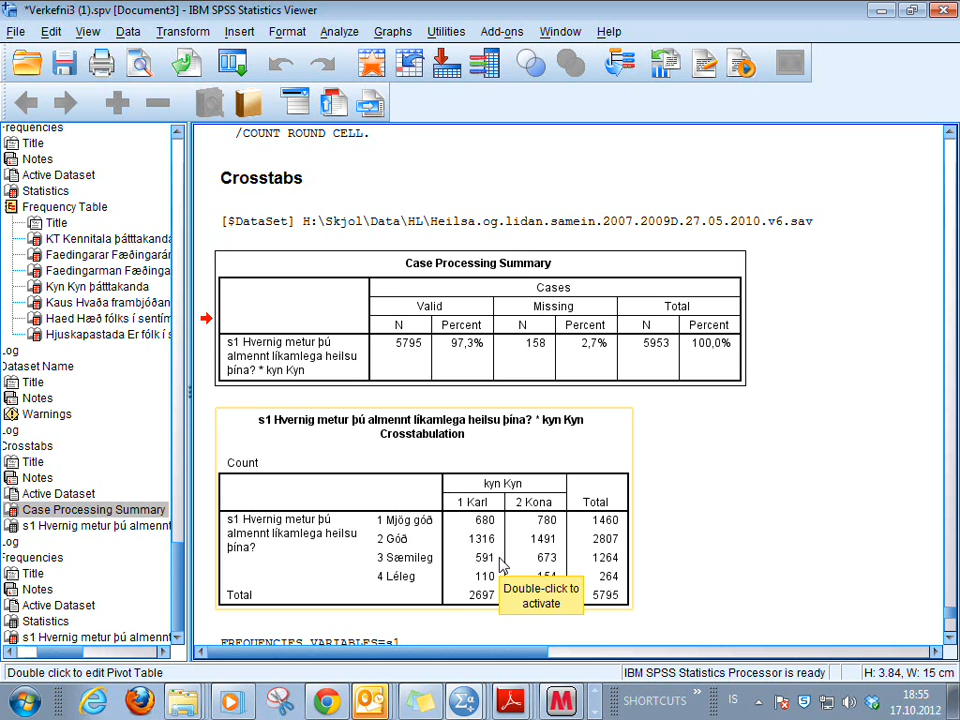 *Verkefni3 (1).spv [Document3] - IBM SPSS Statistics Viewer
File Edit View Data Transform Insert Format Analyze Graphs Utilities Add-ons Window Help
Frequencies
Title
Notes
Active Dataset
Statistics
Frequency Table
Title
KT Kennitala þátttakanda
Faedingarar Fæðingarár
Faedingarman Fæðinga
Kyn Kyn þátttakanda
Kaus Hvaða frambjóðan
Haed Hæð fólks í sentím
Hjuskapastada Er fólk í s
Log
Dataset Name
Title
Notes
Warnings
Log
Crosstabs
Title
Notes
Active Dataset
Case Processing Summary
s1 Hvernig metur þú almennt
Log
Frequencies
Title
Notes
Active Dataset
Statistics
s1 Hvernig metur þú almennt
/COUNT ROUND CELL.
Crosstabs
[$DataSet] H:\Skjol\Data\HL\Heilsa.og.lidan.samein.2007.2009D.27.05.2010.v6.sav
Case Processing Summary
Cases
Valid Missing Total
N Percent N Percent N Percent
s1 Hvernig metur þú almennt líkamlega heilsu þína? * kyn Kyn 5795 97,3% 158 2,7% 5953 100,0%
s1 Hvernig metur þú almennt líkamlega heilsu þína? * kyn Kyn
Crosstabulation
Count
kyn Kyn
1 Karl 2 Kona Total
s1 Hvernig metur þú almennt líkamlega heilsu þína? 1 Mjög góð 680 780 1460
2 Góð 1316 1491 2807
3 Sæmileg 591 673 1264
4 Léleg 110 154 264
Total 2697 5795
Double-click to
activate
FREQUENCIES VARIABLES=s1
Double click to edit Pivot Table IBM SPSS Statistics Processor is ready H: 3.84, W: 15 cm
SHORTCUTS » IS 18:55
17.10.2012